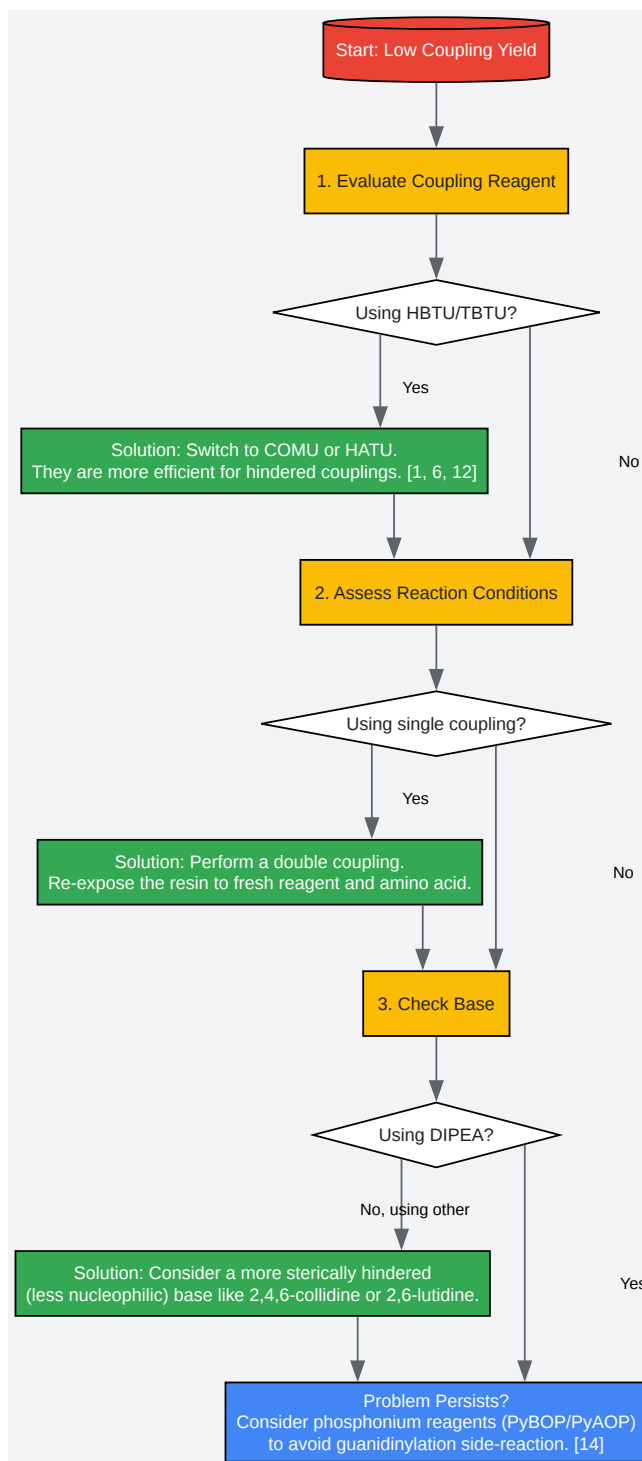 Start: Low Coupling Yield
1. Evaluate Coupling Reagent
Using HBTU/TBTU?
Yes
Solution: Switch to COMU or HATU.
They are more efficient for hindered couplings. [1, 6, 12]
No
2. Assess Reaction Conditions
Using single coupling?
Yes
Solution: Perform a double coupling.
Re-expose the resin to fresh reagent and amino acid.
No
3. Check Base
Using DIPEA?
No, using other
Solution: Consider a more sterically hindered
(less nucleophilic) base like 2,4,6-collidine or 2,6-lutidine.
Yes
Problem Persists?
Consider phosphonium reagents (PyBOP/PyAOP)
to avoid guanidinylation side-reaction. [14]